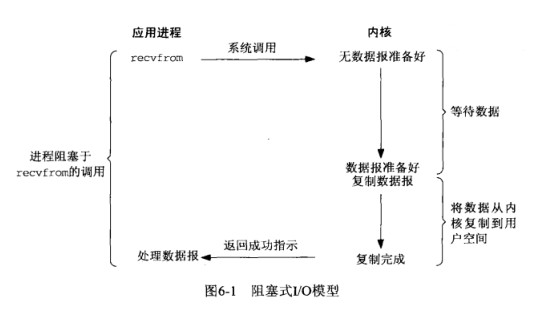 应用进程
内核
recvfrom
系统调用
无数据报准备好
等待数据
进程阻塞于
recvfrom的调用
数据报准备好
复制数据报
将数据从内
核复制到用
户空间
处理数据报
返回成功指示
复制完成
图6-1 阻塞式I/O模型